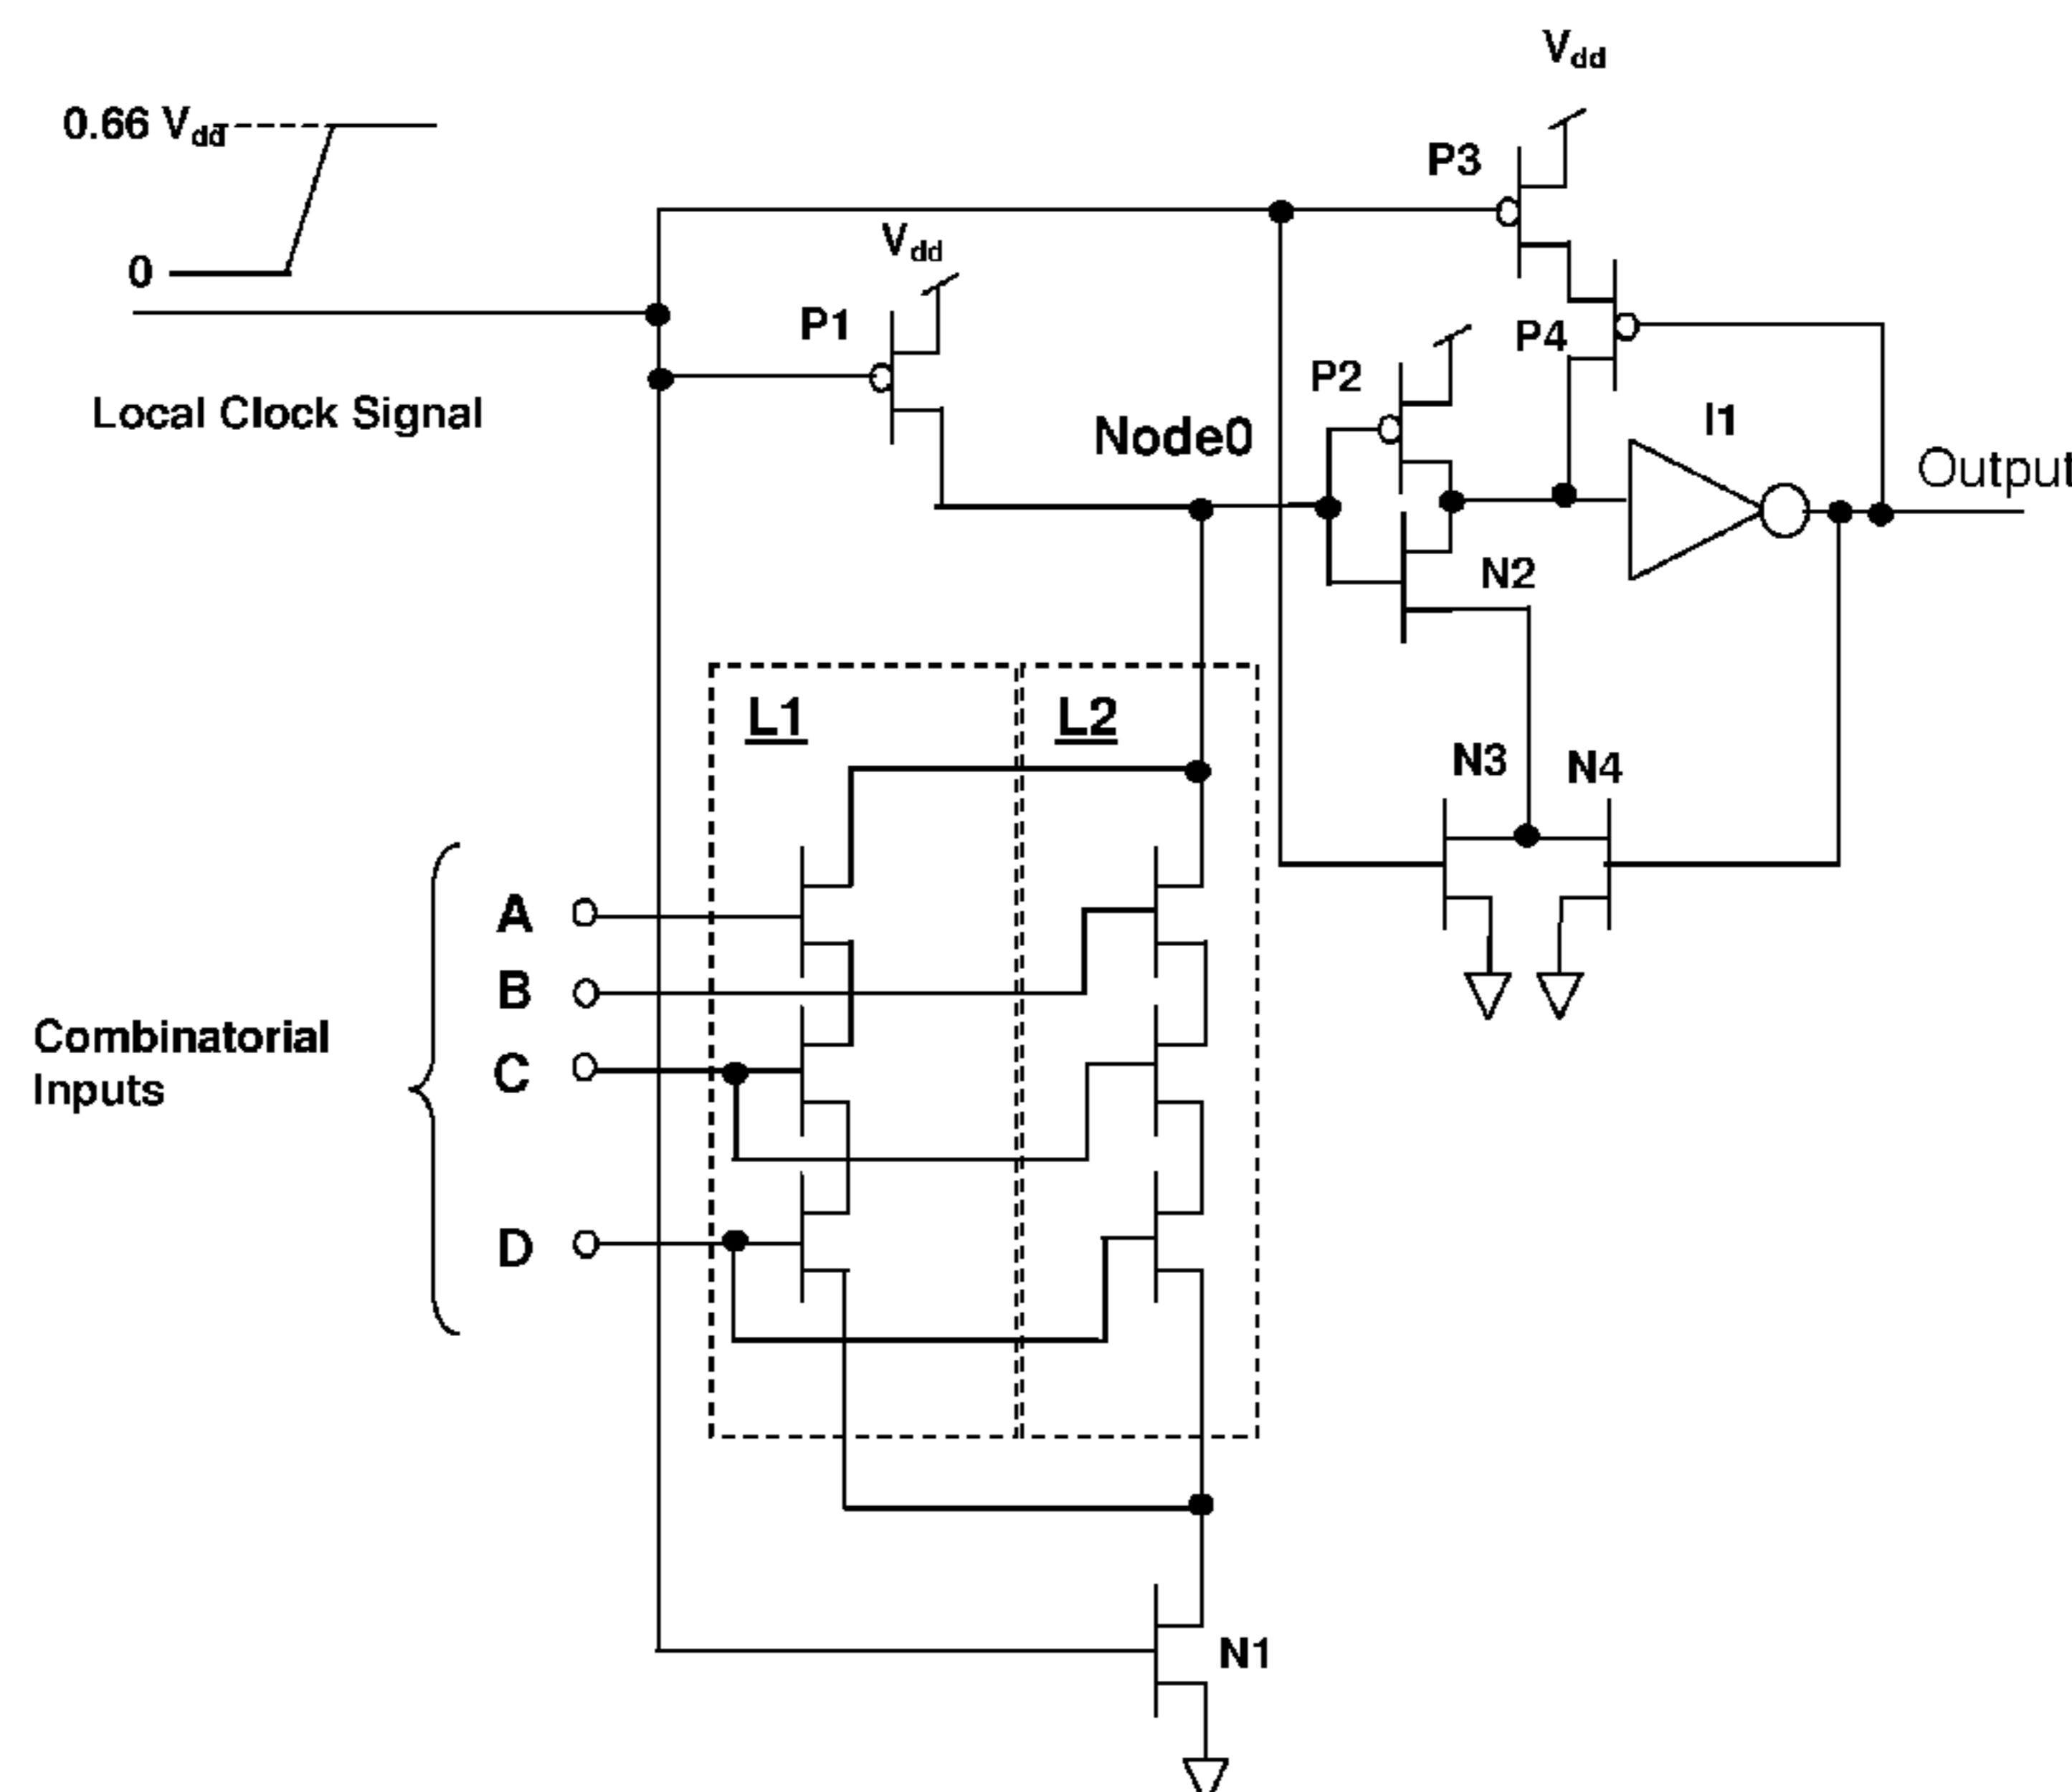 Vdd
0.66 Vdd
P3
Vdd
0
P1
P4
P2
I1
Local Clock Signal
Node0
Output
N2
L1
L2
N3
N4
A
B
Combinatorial
Inputs
C
D
N1